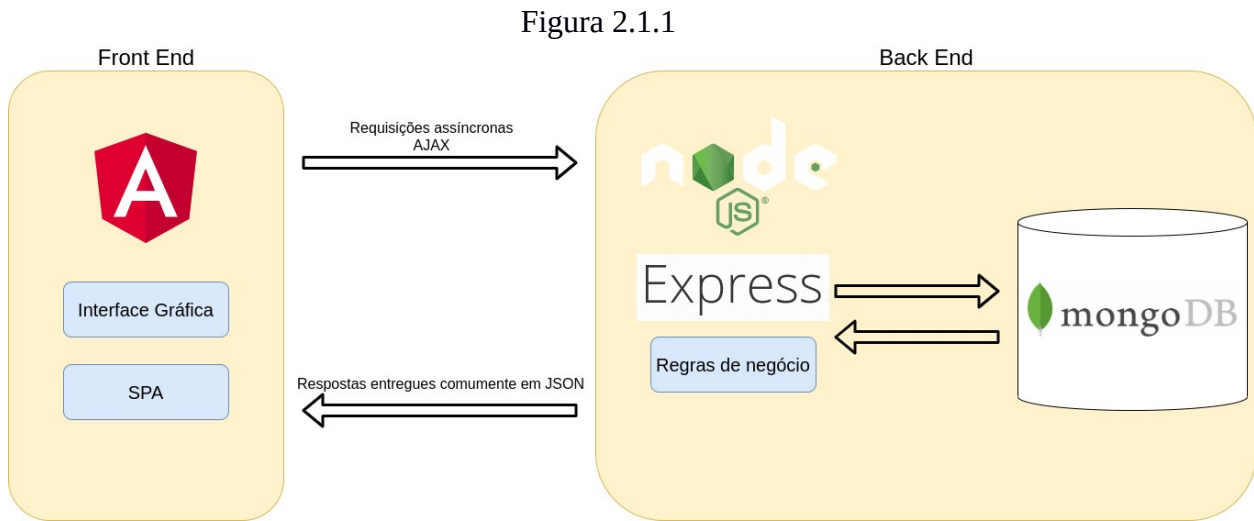 Figura 2.1.1
Front End
Back End
Requisições assíncronas
AJAX
A
node
JS®
Express
Interface Gráfica
mongoDB
Regras de negócio
SPA
Respostas entregues comumente em JSON